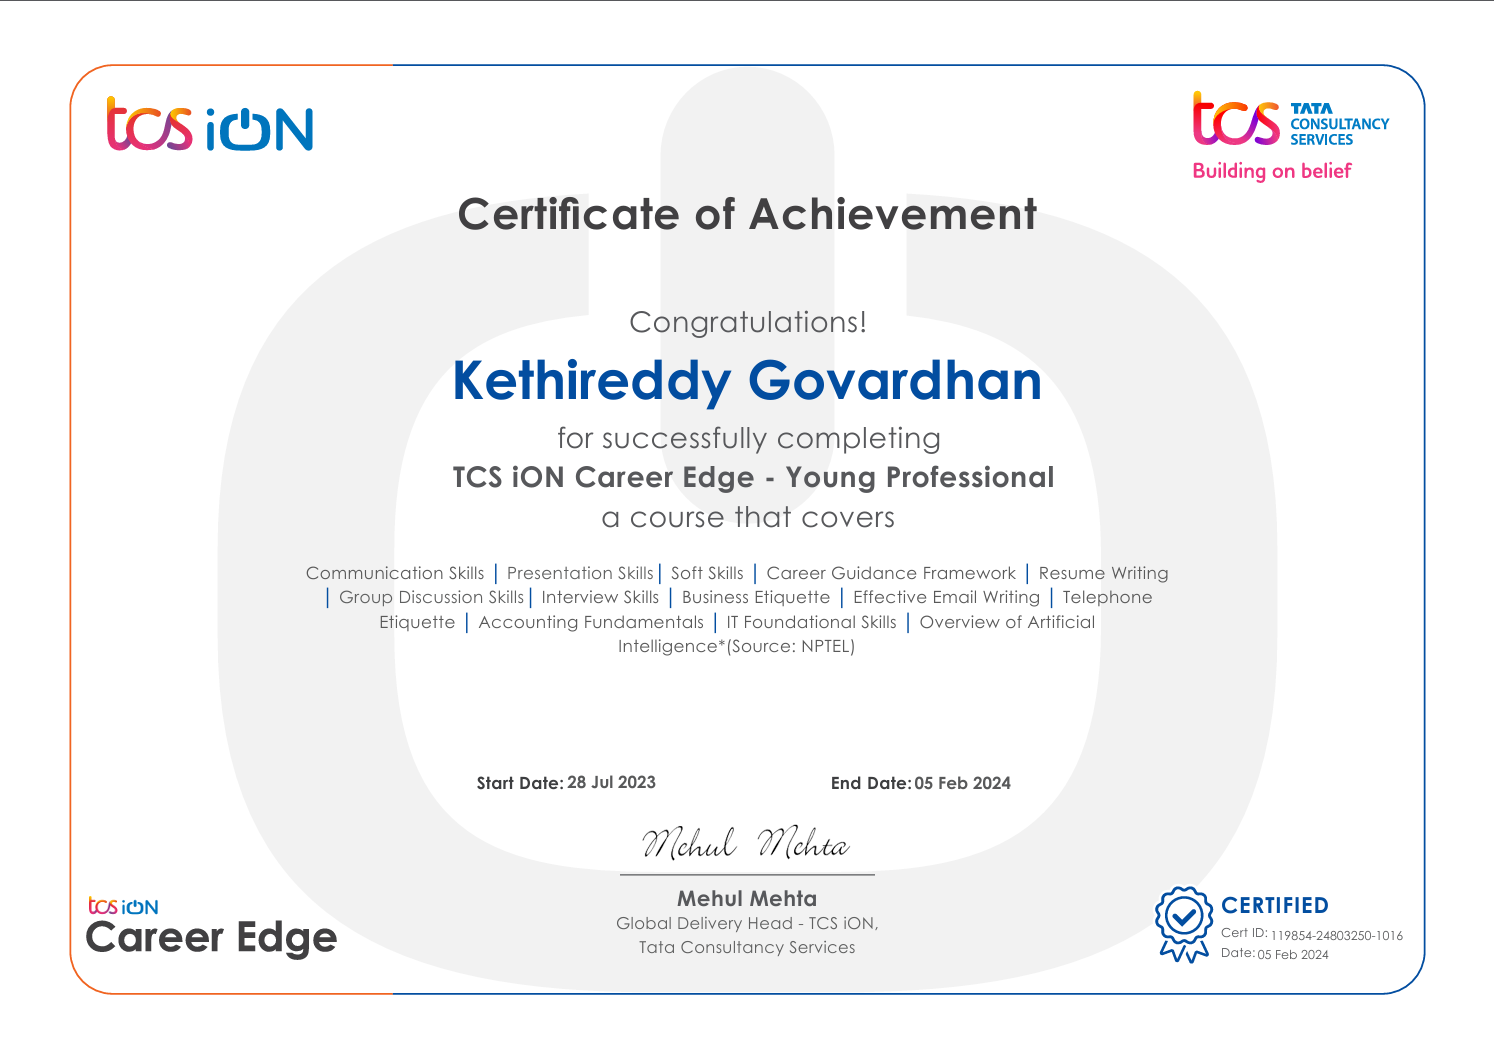 tcs iON
tcs TATA
CONSULTANCY
SERVICES
Building on belief
Certificate of Achievement
Congratulations!
Kethireddy Govardhan
for successfully completing
TCS iON Career Edge - Young Professional
a course that covers
Communication Skills | Presentation Skills | Soft Skills | Career Guidance Framework | Resume Writing
| Group Discussion Skills | Interview Skills | Business Etiquette | Effective Email Writing | Telephone
Etiquette | Accounting Fundamentals | IT Foundational Skills | Overview of Artificial
Intelligence*(Source: NPTEL)
Start Date: 28 Jul 2023 End Date: 05 Feb 2024
Mehul Mehta
Mehul Mehta
Global Delivery Head - TCS iON,
Tata Consultancy Services
tcs iON
Career Edge
CERTIFIED
Cert ID: 119854-24803250-1016
Date: 05 Feb 2024